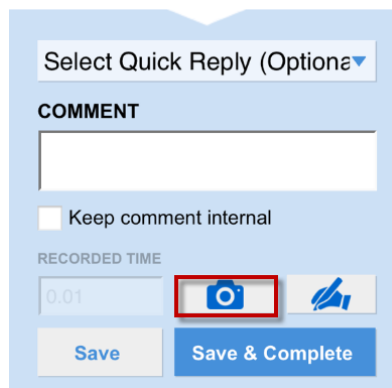 Select Quick Reply (Optiona
COMMENT
Keep comment internal
RECORDED TIME
0.01
Save
Save & Complete